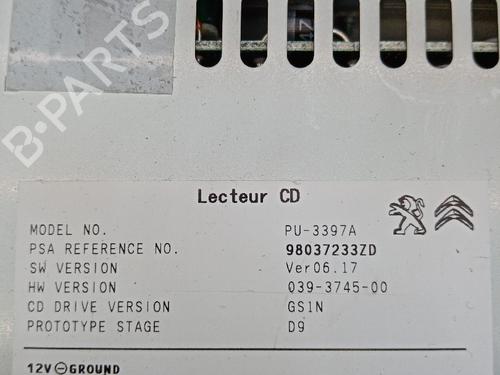 B-PARTS
Lecteur CD
MODEL NO. PU-3397A
PSA REFERENCE NO. 98037233ZD
SW VERSION Ver06.17
HW VERSION 039-3745-00
CD DRIVE VERSION GS1N
PROTOTYPE STAGE D9
12V⊖GROUND